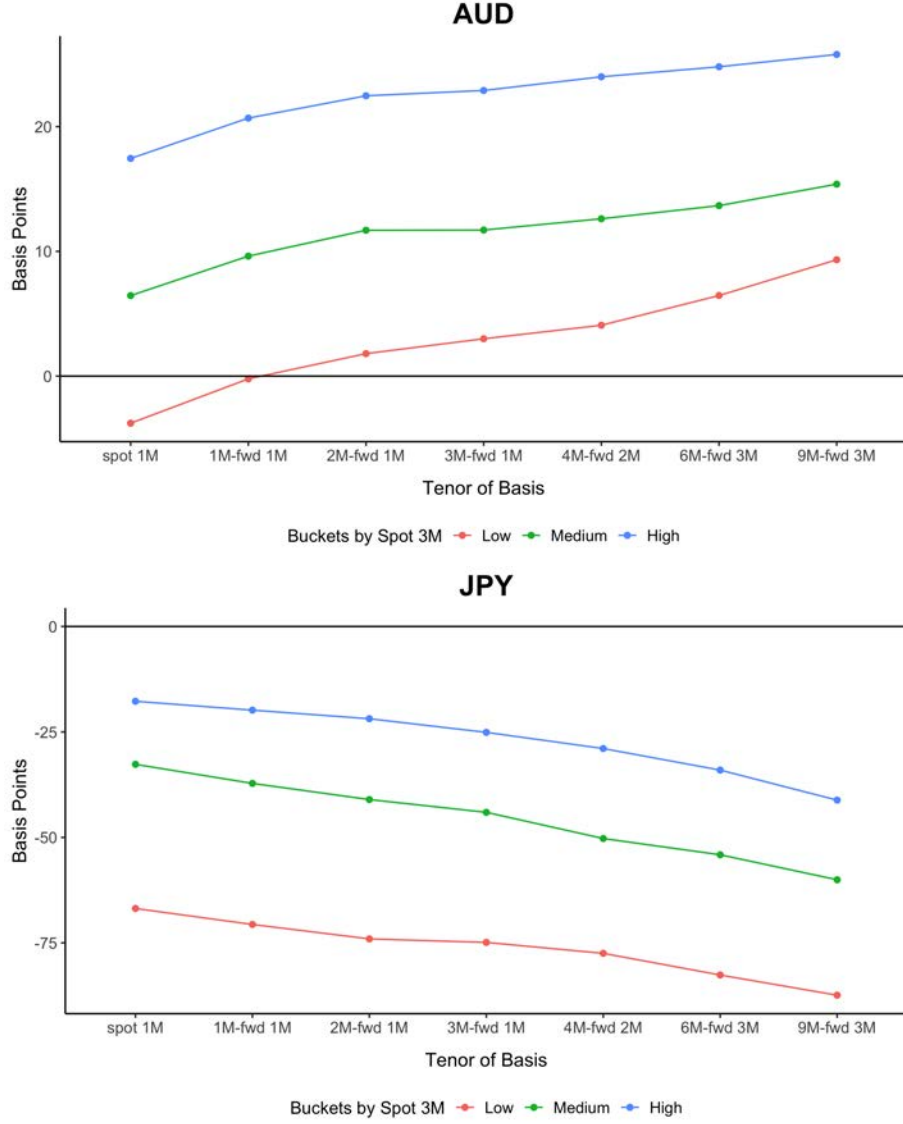 AUD
Basis Points
20
10
0
spot 1M 1M-fwd 1M 2M-fwd 1M 3M-fwd 1M 4M-fwd 2M 6M-fwd 3M 9M-fwd 3M
Tenor of Basis
Buckets by Spot 3M Low Medium High
JPY
Basis Points
0
-25
-50
-75
spot 1M 1M-fwd 1M 2M-fwd 1M 3M-fwd 1M 4M-fwd 2M 6M-fwd 3M 9M-fwd 3M
Tenor of Basis
Buckets by Spot 3M Low Medium High